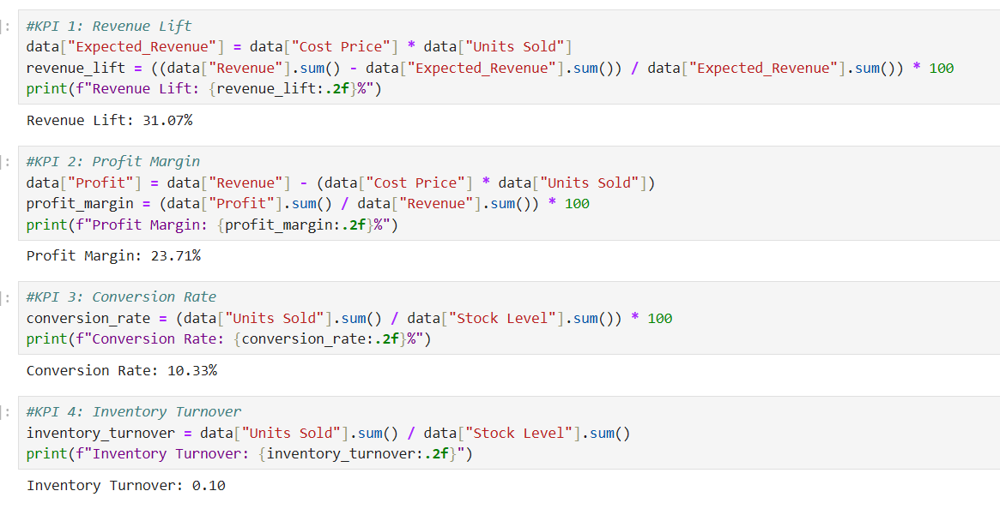 ]: #KPI 1: Revenue Lift
data["Expected_Revenue"] = data["Cost Price"] * data["Units Sold"]
revenue_lift = ((data["Revenue"].sum() - data["Expected_Revenue"].sum()) / data["Expected_Revenue"].sum()) * 100
print(f"Revenue Lift: {revenue_lift:.2f}%")
Revenue Lift: 31.07%
]: #KPI 2: Profit Margin
data["Profit"] = data["Revenue"] - (data["Cost Price"] * data["Units Sold"])
profit_margin = (data["Profit"].sum() / data["Revenue"].sum()) * 100
print(f"Profit Margin: {profit_margin:.2f}%")
Profit Margin: 23.71%
]: #KPI 3: Conversion Rate
conversion_rate = (data["Units Sold"].sum() / data["Stock Level"].sum()) * 100
print(f"Conversion Rate: {conversion_rate:.2f}%")
Conversion Rate: 10.33%
]: #KPI 4: Inventory Turnover
inventory_turnover = data["Units Sold"].sum() / data["Stock Level"].sum()
print(f"Inventory Turnover: {inventory_turnover:.2f}")
Inventory Turnover: 0.10